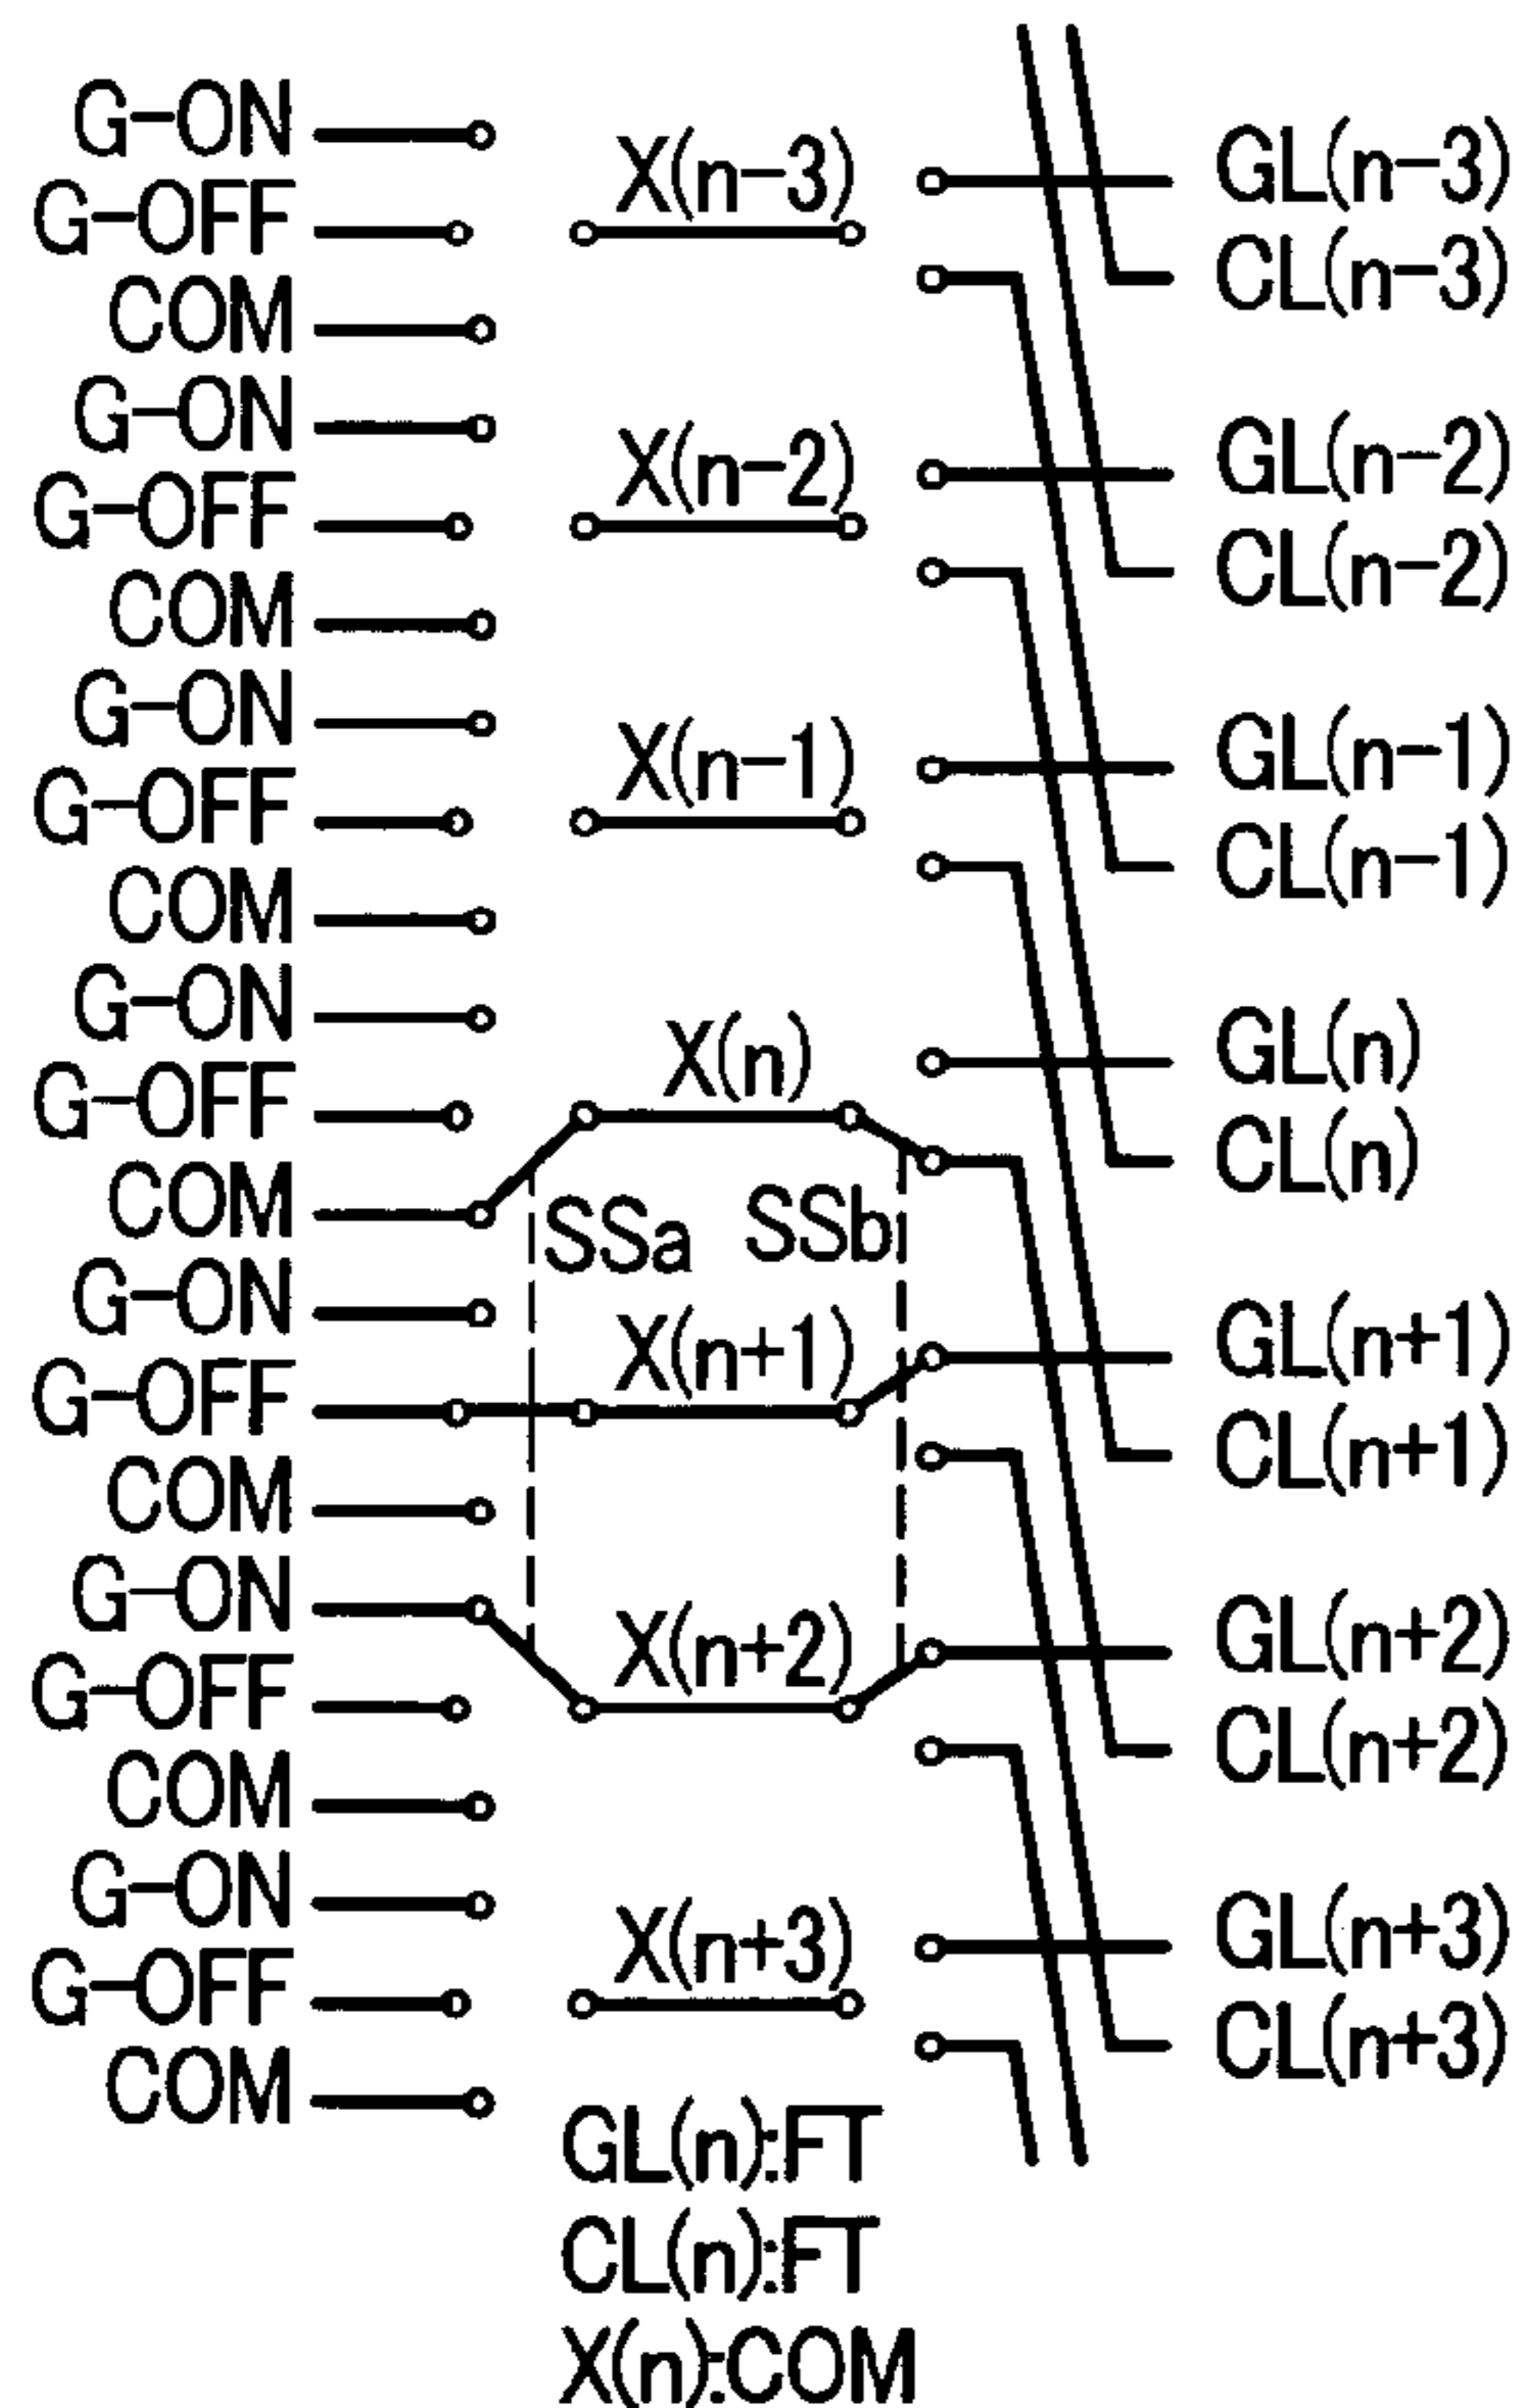 G-ON
X(n-3)
GL(n-3)
G-OFF
CL(n-3)
COM
G-ON
X(n-2)
GL(n-2)
G-OFF
CL(n-2)
COM
G-ON
X(n-1)
GL(n-1)
G-OFF
CL(n-1)
COM
G-ON
X(n)
GL(n)
G-OFF
CL(n)
COM
SSa SSb
G-ON
X(n+1)
GL(n+1)
G-OFF
CL(n+1)
COM
G-ON
X(n+2)
GL(n+2)
G-OFF
CL(n+2)
COM
G-ON
X(n+3)
GL(n+3)
G-OFF
CL(n+3)
COM
GL(n):FT
CL(n):FT
X(n):COM